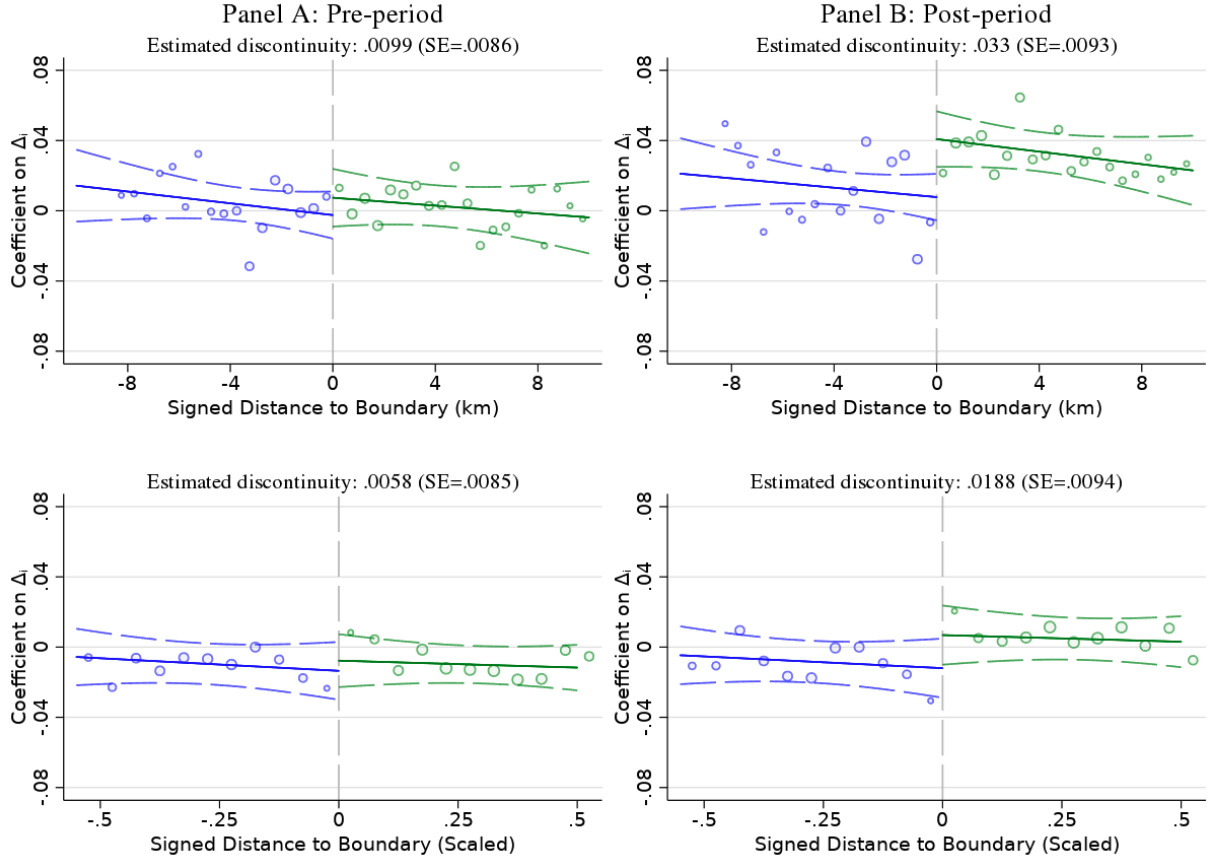 Panel A: Pre-period
Estimated discontinuity: .0099 (SE=.0086)
Coefficient on Δi
.08
.04
0
-.04
-.08
-8 -4 0 4 8
Signed Distance to Boundary (km)
Panel B: Post-period
Estimated discontinuity: .033 (SE=.0093)
Coefficient on Δi
.08
.04
0
-.04
-.08
-8 -4 0 4 8
Signed Distance to Boundary (km)
Estimated discontinuity: .0058 (SE=.0085)
Coefficient on Δi
.08
.04
0
-.04
-.08
-.5 -.25 0 .25 .5
Signed Distance to Boundary (Scaled)
Estimated discontinuity: .0188 (SE=.0094)
Coefficient on Δi
.08
.04
0
-.04
-.08
-.5 -.25 0 .25 .5
Signed Distance to Boundary (Scaled)